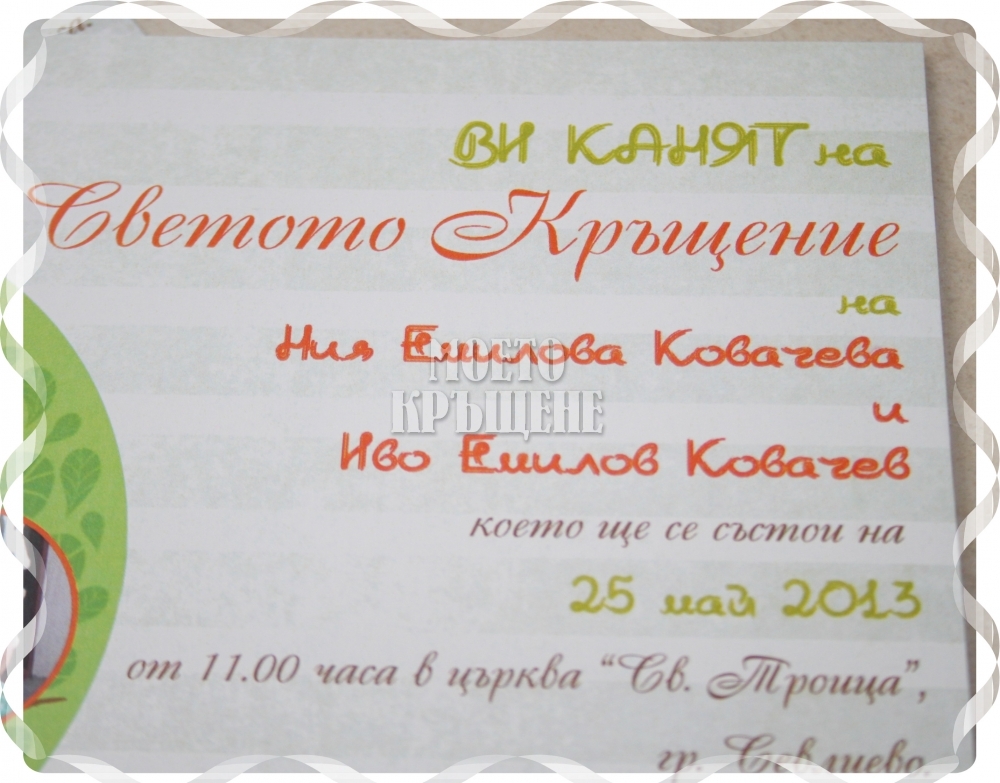 ВИ КАНЯТ на
Светото Кръщение
на
Ния Емилова Ковачева
МОЕТО
КРЪЩЕНЕ
и
Иво Емилов Ковачев
което ще се състои на
25 май 2013
от 11.00 часа в църква “Св. Троица”,
гр. Севлиево